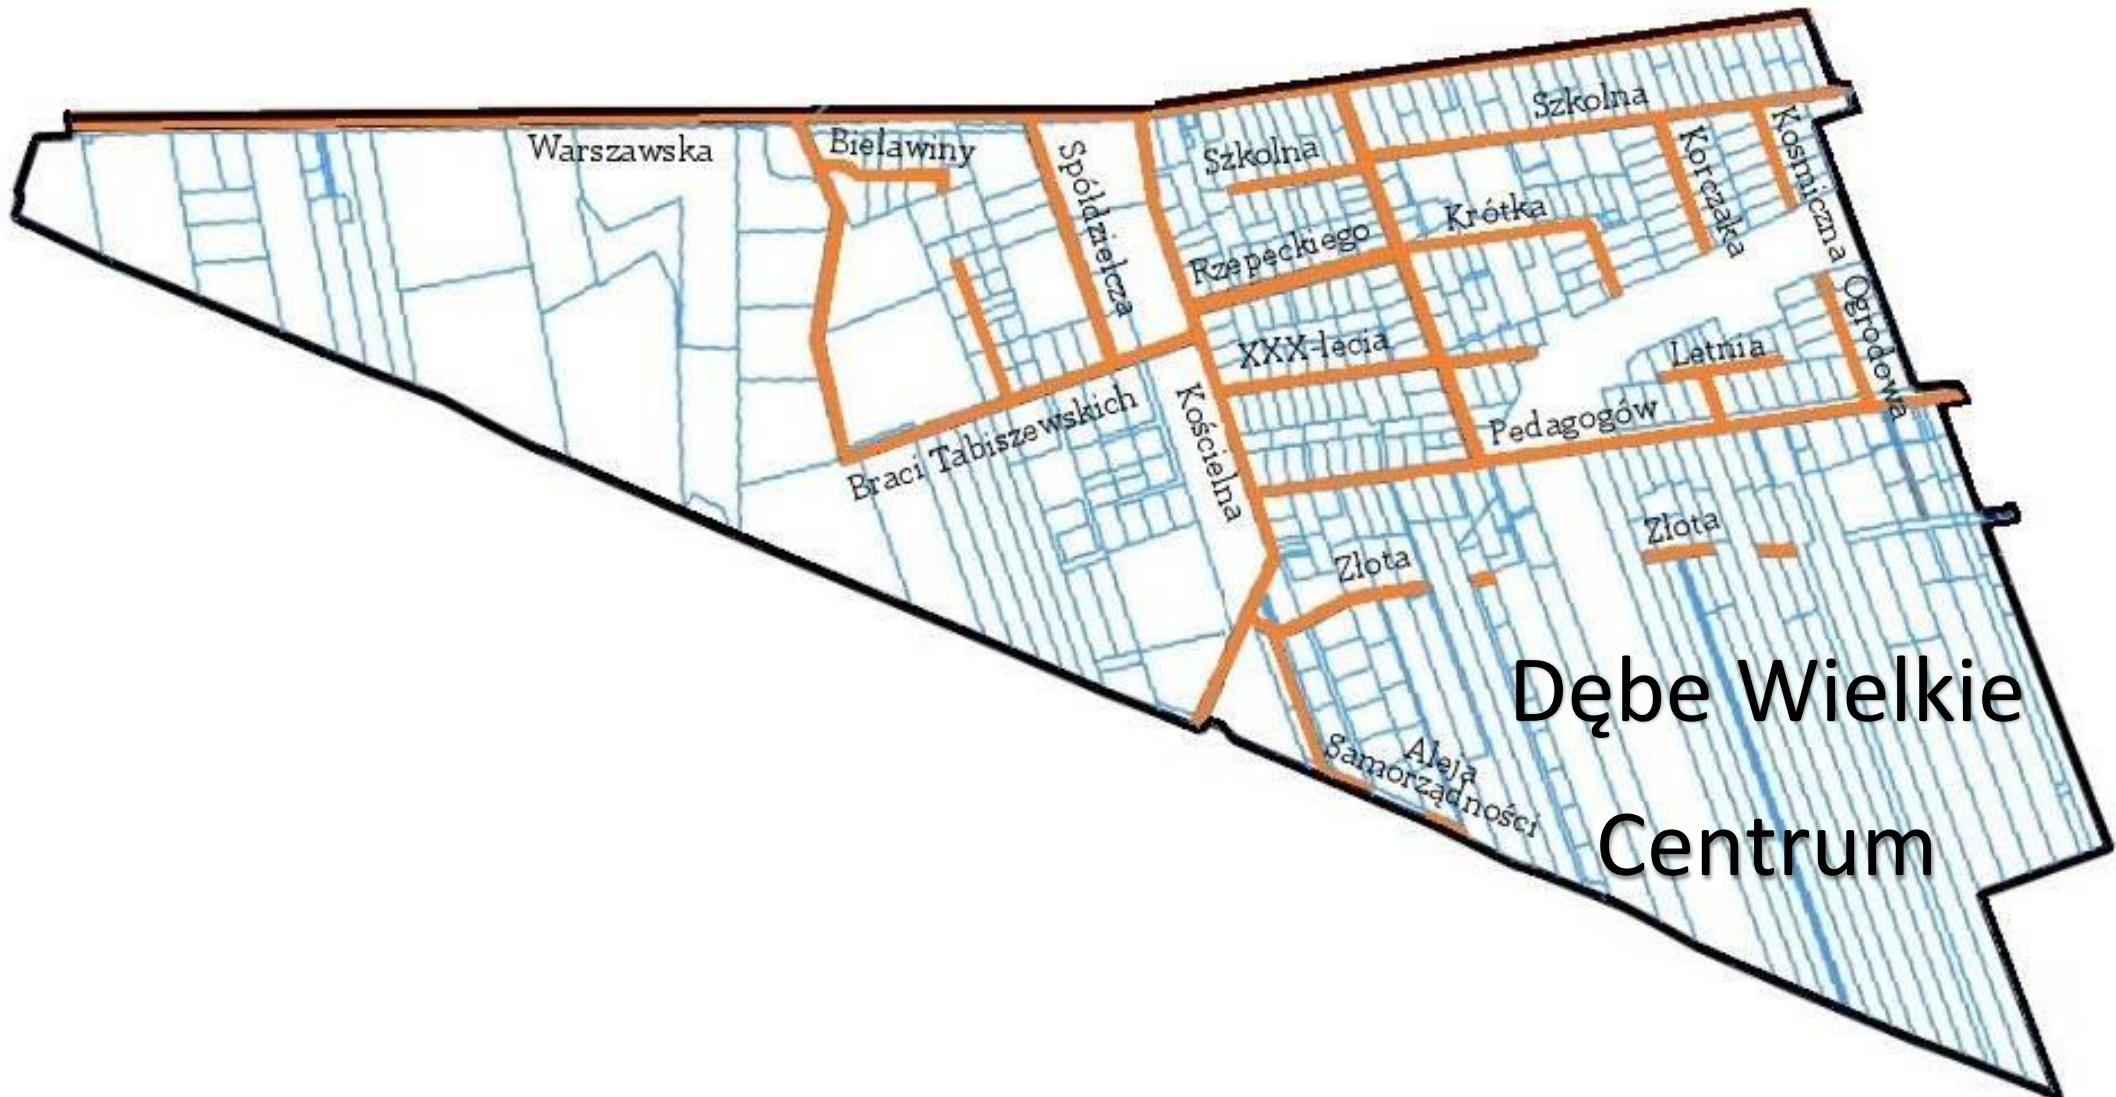 Szkolna
Kosmiczna
Korczaka
Warszawska
Bielawiny
Spółdzielcza
Szkolna
Krótka
Rzepeckiego
Ogrodowa
XXX-lecia
Letnia
Braci Tabiszewskich
Kościelna
Pedagogów
Złota
Złota
Dębe Wielkie
Centrum
Aleja
Samorządności